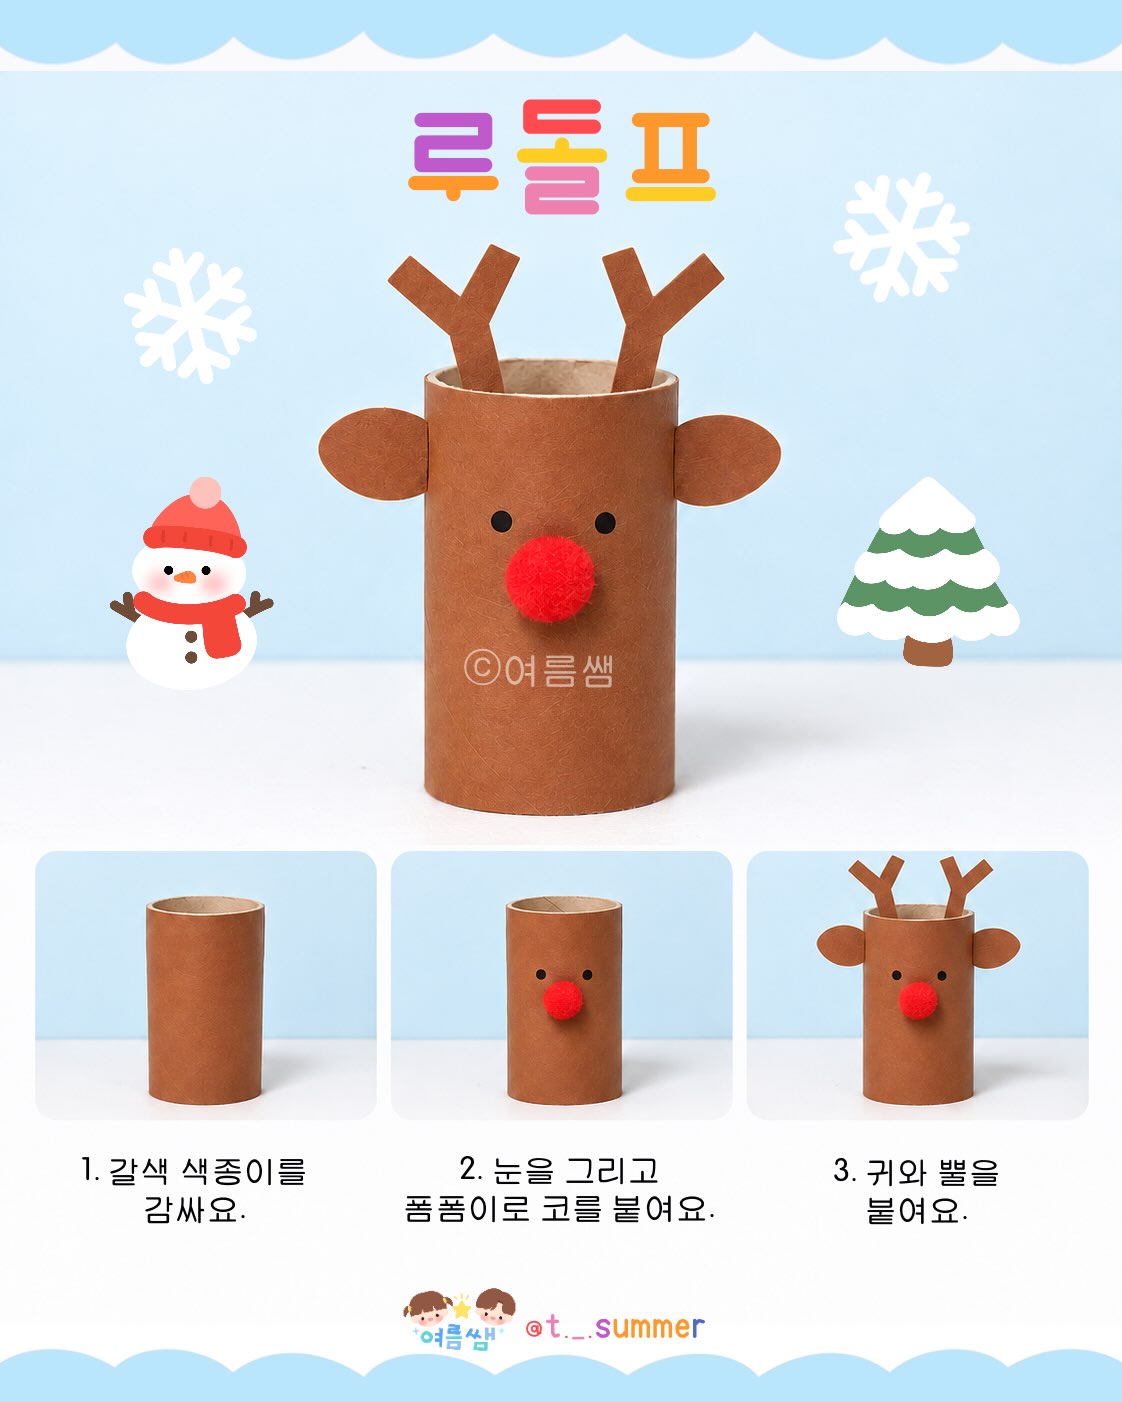 루돌프
©여름쌤
1. 갈색 색종이를
감싸요.
2. 눈을 그리고
폼폼이로 코를 붙여요.
3. 귀와 뿔을
붙여요.
여름쌤 @t._.summer